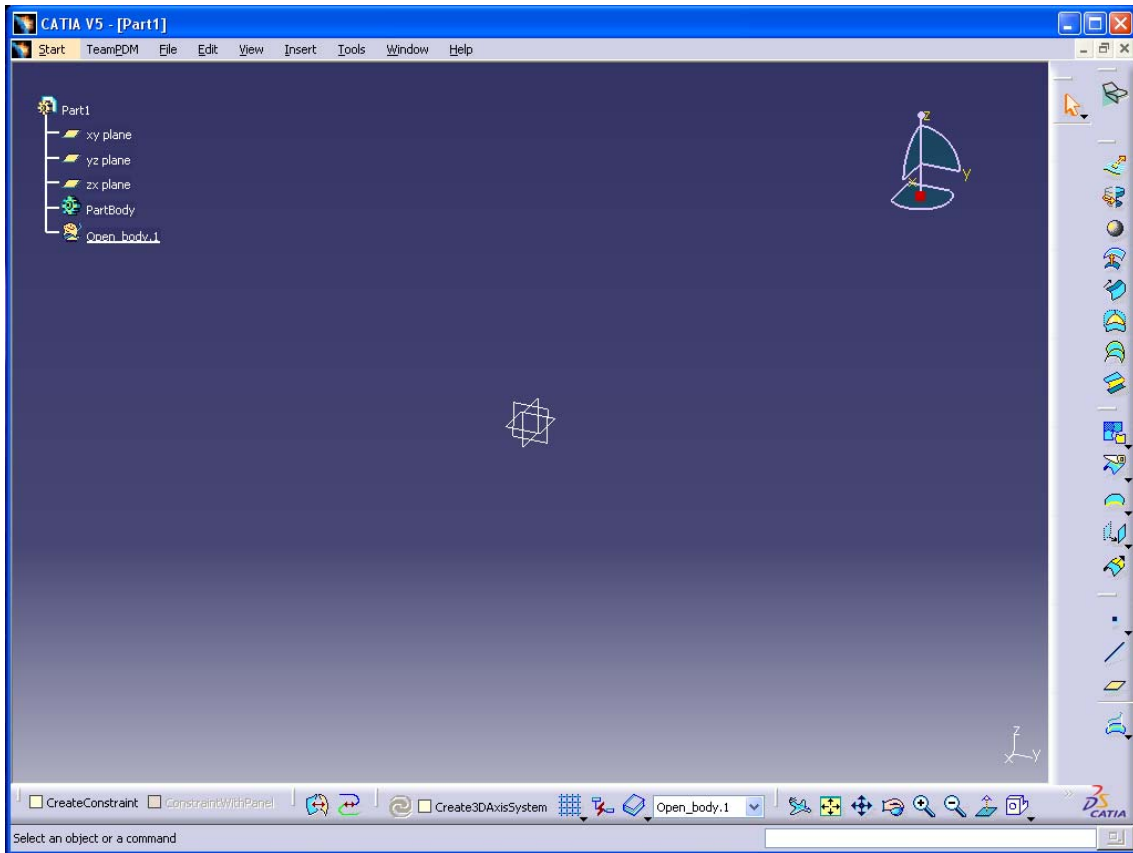 CATIA V5 - [Part1]
Start TeamPDM File Edit View Insert Tools Window Help
Part1
xy plane
yz plane
zx plane
PartBody
Open_body.1
z
y
x
z
x y
CreateConstraint ConstraintWithPanel Create3DAxisSystem Open_body.1
DS CATIA
Select an object or a command